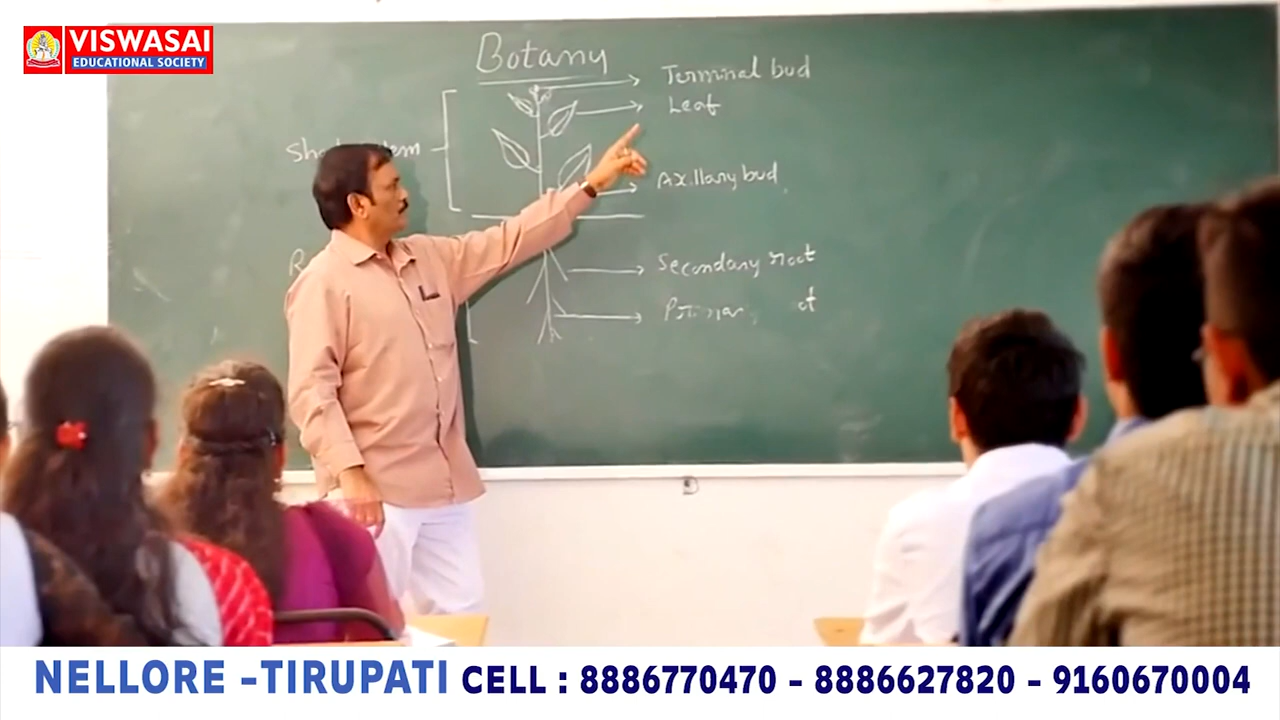 VISWASAI
EDUCATIONAL SOCIETY
Botany
Terminal bud
Leaf
Axillary bud
Secondary root
NELLORE -TIRUPATI CELL : 8886770470 - 8886627820 - 9160670004